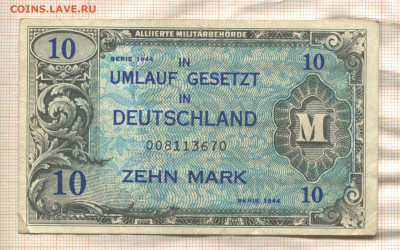 COINS.ЛАVE.RU
ALLIIERTE MILITÄRBEHÖRDE
10 SERIE 1944 IN 10
UMLAUF GESETZT
IN
DEUTSCHLAND
M
008113670
10 ZEHN MARK 10
SERIE 1944